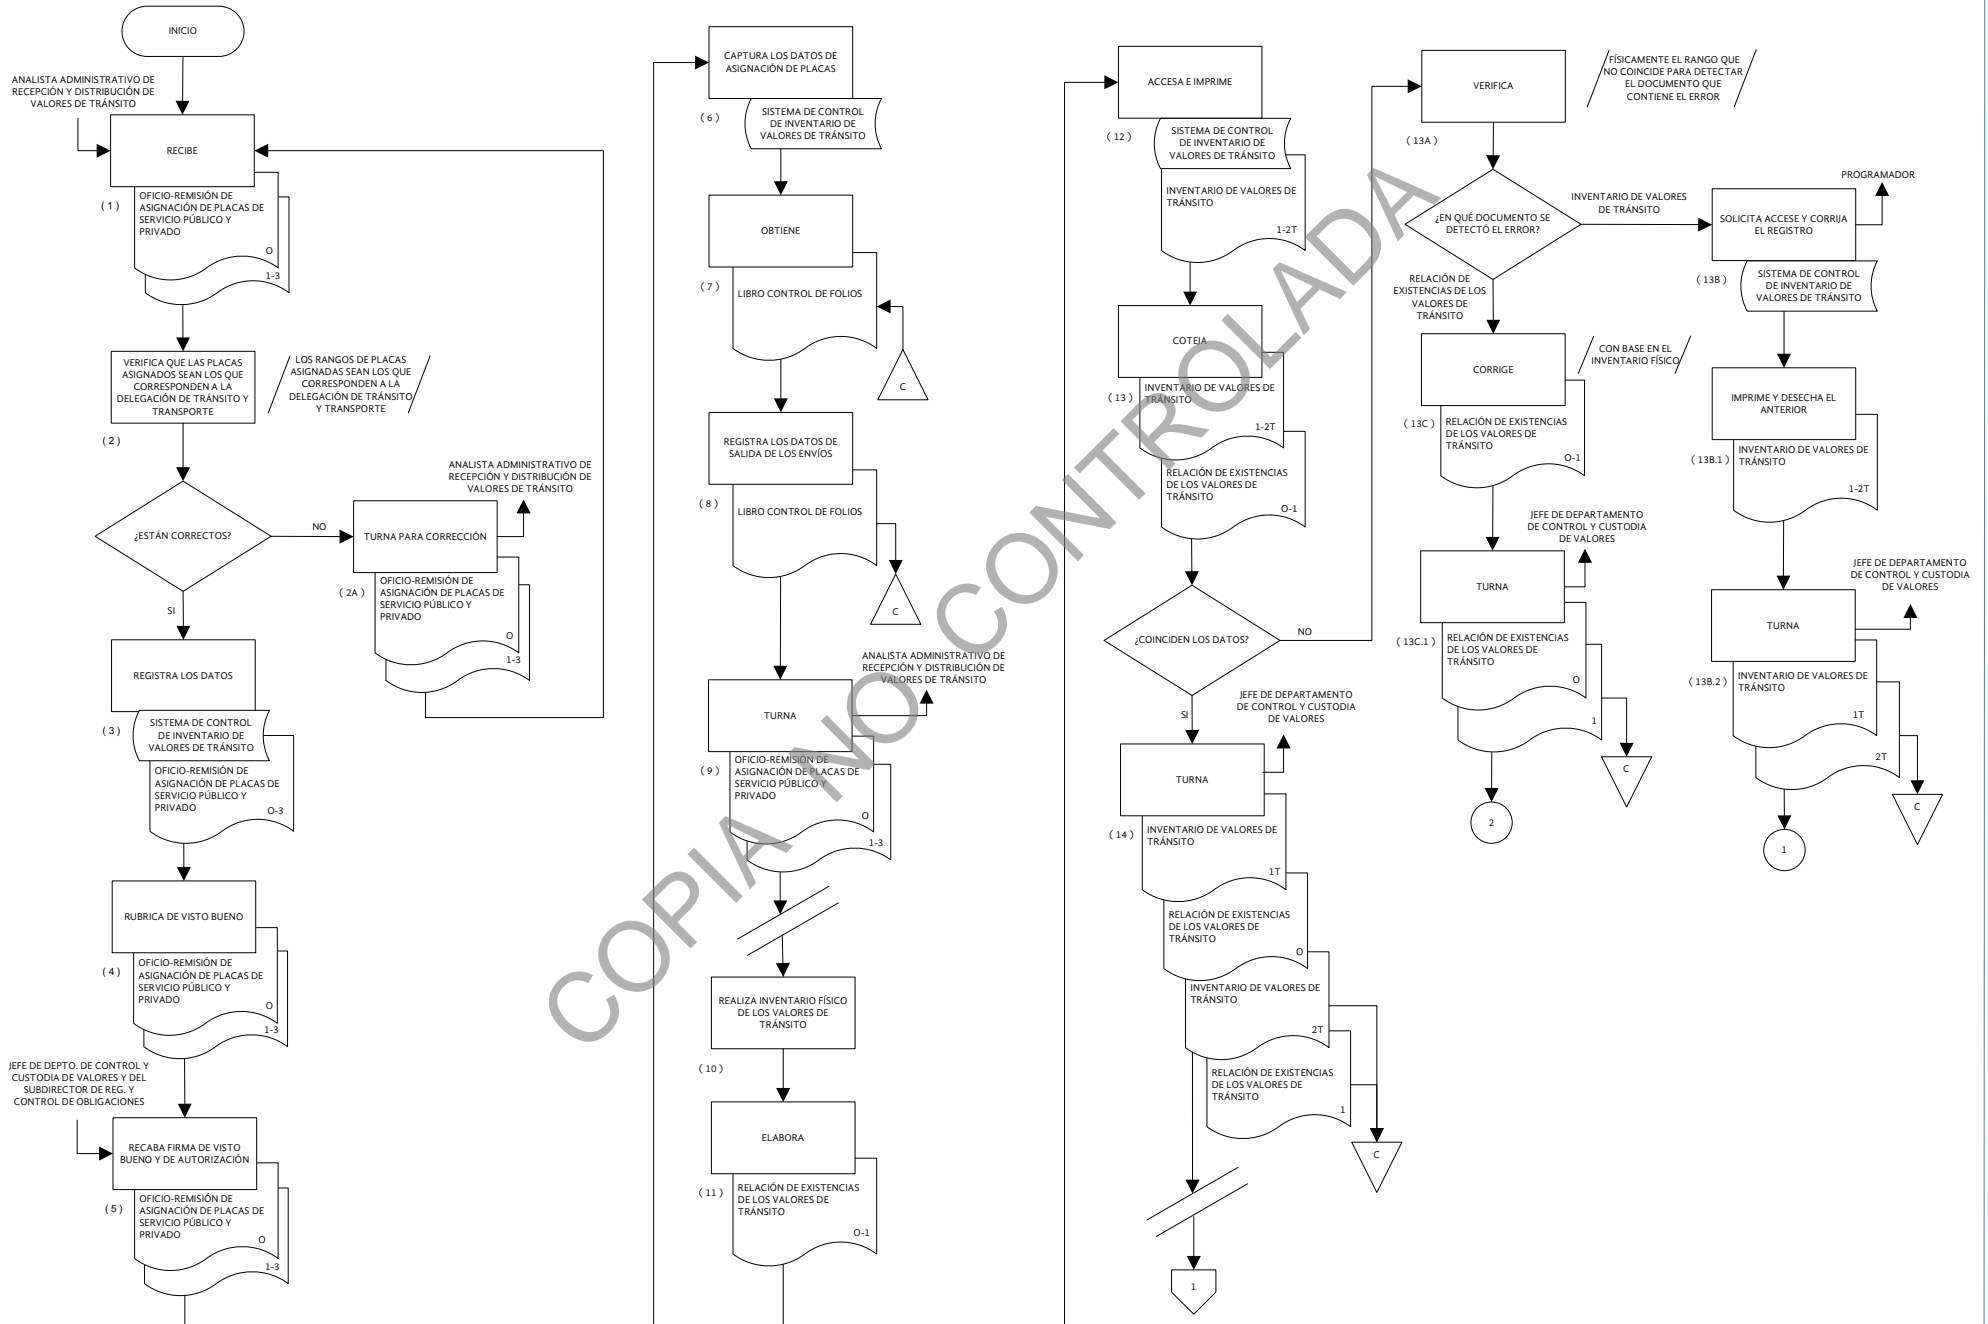 INICIO
ANALISTA ADMINISTRATIVO DE
RECEPCIÓN Y DISTRIBUCIÓN DE
VALORES DE TRÁNSITO
RECIBE
( 1 )
OFICIO-REMISIÓN DE
ASIGNACIÓN DE PLACAS DE
SERVICIO PÚBLICO Y
PRIVADO
O
1-3
VERIFICA QUE LAS PLACAS
ASIGNADOS SEAN LOS QUE
CORRESPONDEN A LA
DELEGACIÓN DE TRÁNSITO Y
TRANSPORTE
LOS RANGOS DE PLACAS
ASIGNADAS SEAN LOS QUE
CORRESPONDEN A LA
DELEGACIÓN DE TRÁNSITO
Y TRANSPORTE
( 2 )
¿ESTÁN CORRECTOS?
NO
SI
ANALISTA ADMINISTRATIVO DE
RECEPCIÓN Y DISTRIBUCIÓN DE
VALORES DE TRÁNSITO
TURNA PARA CORRECCIÓN
( 2A )
OFICIO-REMISIÓN DE
ASIGNACIÓN DE PLACAS DE
SERVICIO PÚBLICO Y
PRIVADO
O
1-3
REGISTRA LOS DATOS
( 3 )
SISTEMA DE CONTROL
DE INVENTARIO DE
VALORES DE TRÁNSITO
OFICIO-REMISIÓN DE
ASIGNACIÓN DE PLACAS DE
SERVICIO PÚBLICO Y
PRIVADO
O-3
RUBRICA DE VISTO BUENO
( 4 )
OFICIO-REMISIÓN DE
ASIGNACIÓN DE PLACAS DE
SERVICIO PÚBLICO Y
PRIVADO
O
1-3
JEFE DE DEPTO. DE CONTROL Y
CUSTODIA DE VALORES Y DEL
SUBDIRECTOR DE REG. Y
CONTROL DE OBLIGACIONES
RECABA FIRMA DE VISTO
BUENO Y DE AUTORIZACIÓN
( 5 )
OFICIO-REMISIÓN DE
ASIGNACIÓN DE PLACAS DE
SERVICIO PÚBLICO Y
PRIVADO
O
1-3
CAPTURA LOS DATOS DE
ASIGNACIÓN DE PLACAS
( 6 )
SISTEMA DE CONTROL
DE INVENTARIO DE
VALORES DE TRÁNSITO
OBTIENE
( 7 )
LIBRO CONTROL DE FOLIOS
C
REGISTRA LOS DATOS DE
SALIDA DE LOS ENVÍOS
( 8 )
LIBRO CONTROL DE FOLIOS
C
ANALISTA ADMINISTRATIVO DE
RECEPCIÓN Y DISTRIBUCIÓN DE
VALORES DE TRÁNSITO
TURNA
( 9 )
OFICIO-REMISIÓN DE
ASIGNACIÓN DE PLACAS DE
SERVICIO PÚBLICO Y
PRIVADO
O
1-3
REALIZA INVENTARIO FÍSICO
DE LOS VALORES DE
TRÁNSITO
( 10 )
ELABORA
( 11 )
RELACIÓN DE EXISTENCIAS
DE LOS VALORES DE
TRÁNSITO
O-1
ACCESA E IMPRIME
( 12 )
SISTEMA DE CONTROL
DE INVENTARIO DE
VALORES DE TRÁNSITO
INVENTARIO DE VALORES DE
TRÁNSITO
1-2T
COTEJA
( 13 )
INVENTARIO DE VALORES DE
TRÁNSITO
1-2T
RELACIÓN DE EXISTENCIAS
DE LOS VALORES DE
TRÁNSITO
O-1
¿COINCIDEN LOS DATOS?
NO
SI
JEFE DE DEPARTAMENTO
DE CONTROL Y CUSTODIA
DE VALORES
TURNA
( 14 )
INVENTARIO DE VALORES DE
TRÁNSITO
1T
RELACIÓN DE EXISTENCIAS
DE LOS VALORES DE
TRÁNSITO
O
INVENTARIO DE VALORES DE
TRÁNSITO
2T
RELACIÓN DE EXISTENCIAS
DE LOS VALORES DE
TRÁNSITO
1
C
1
VERIFICA
FÍSICAMENTE EL RANGO QUE
NO COINCIDE PARA DETECTAR
EL DOCUMENTO QUE
CONTIENE EL ERROR
( 13A )
¿EN QUÉ DOCUMENTO SE
DETECTÓ EL ERROR?
INVENTARIO DE VALORES
DE TRÁNSITO
RELACIÓN DE
EXISTENCIAS DE LOS
VALORES DE
TRÁNSITO
CORRIGE
CON BASE EN EL
INVENTARIO FÍSICO
( 13C )
RELACIÓN DE EXISTENCIAS
DE LOS VALORES DE
TRÁNSITO
O-1
JEFE DE DEPARTAMENTO
DE CONTROL Y CUSTODIA
DE VALORES
TURNA
( 13C.1 )
RELACIÓN DE EXISTENCIAS
DE LOS VALORES DE
TRÁNSITO
O
1
C
2
PROGRAMADOR
SOLICITA ACCESE Y CORRIJA
EL REGISTRO
( 13B )
SISTEMA DE CONTROL
DE INVENTARIO DE
VALORES DE TRÁNSITO
IMPRIME Y DESECHA EL
ANTERIOR
( 13B.1 )
INVENTARIO DE VALORES DE
TRÁNSITO
1-2T
JEFE DE DEPARTAMENTO
DE CONTROL Y CUSTODIA
DE VALORES
TURNA
( 13B.2 )
INVENTARIO DE VALORES DE
TRÁNSITO
1T
2T
C
1
COPIA NO CONTROLADA